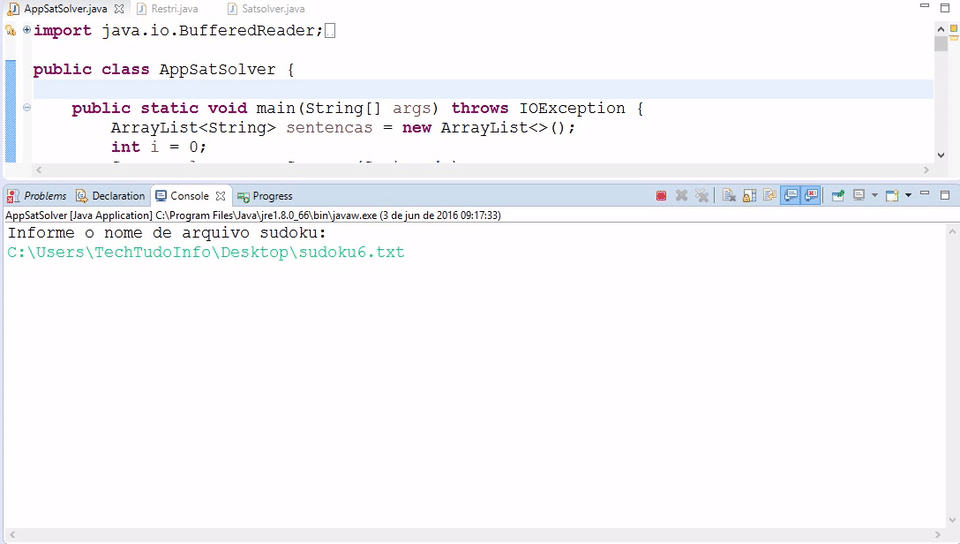 AppSatSolver.java Restri.java Satsolver.java
import java.io.BufferedReader;
public class AppSatSolver {
public static void main(String[] args) throws IOException {
ArrayList<String> sentencas = new ArrayList<>();
int i = 0;
Problems Declaration Console Progress
AppSatSolver [Java Application] C:\Program Files\Java\jre1.8.0_66\bin\javaw.exe (3 de jun de 2016 09:17:33)
Informe o nome de arquivo sudoku:
C:\Users\TechTudoInfo\Desktop\sudoku6.txt